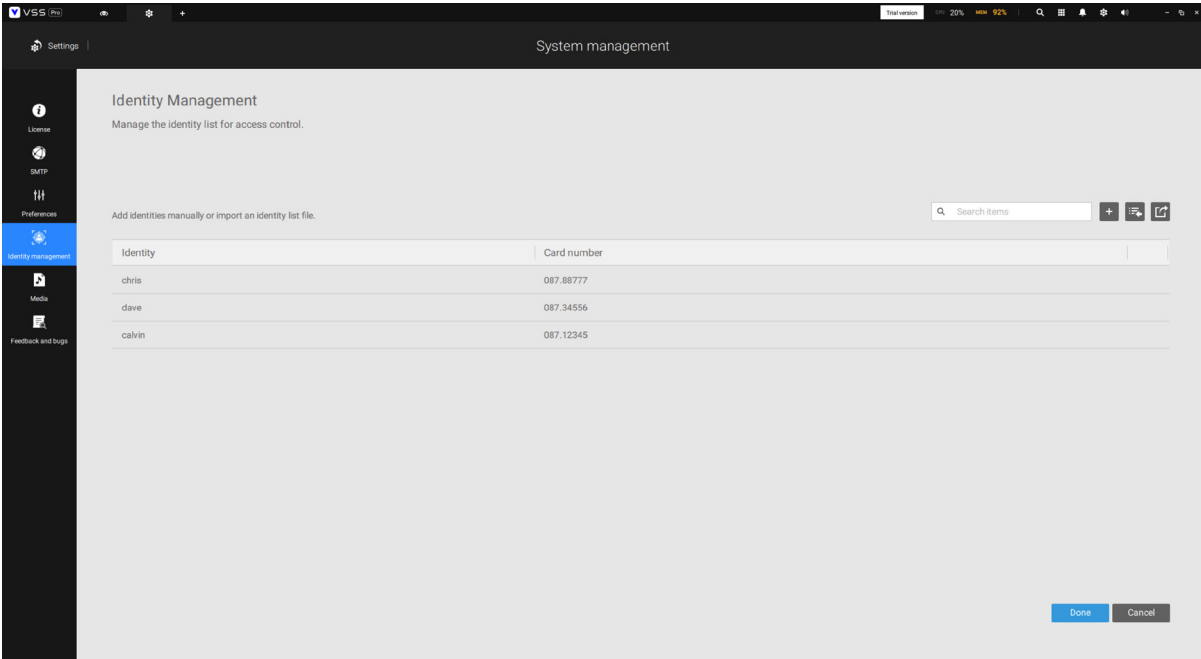 VSS Pro
Trial version CPU 20% MEM 92%
Settings
System management
License
SMTP
Preferences
Identity management
Media
Feedback and bugs
Identity Management
Manage the identity list for access control.
Add identities manually or import an identity list file.
Search items
Identity Card number
chris 087.88777
dave 087.34556
calvin 087.12345
Done Cancel